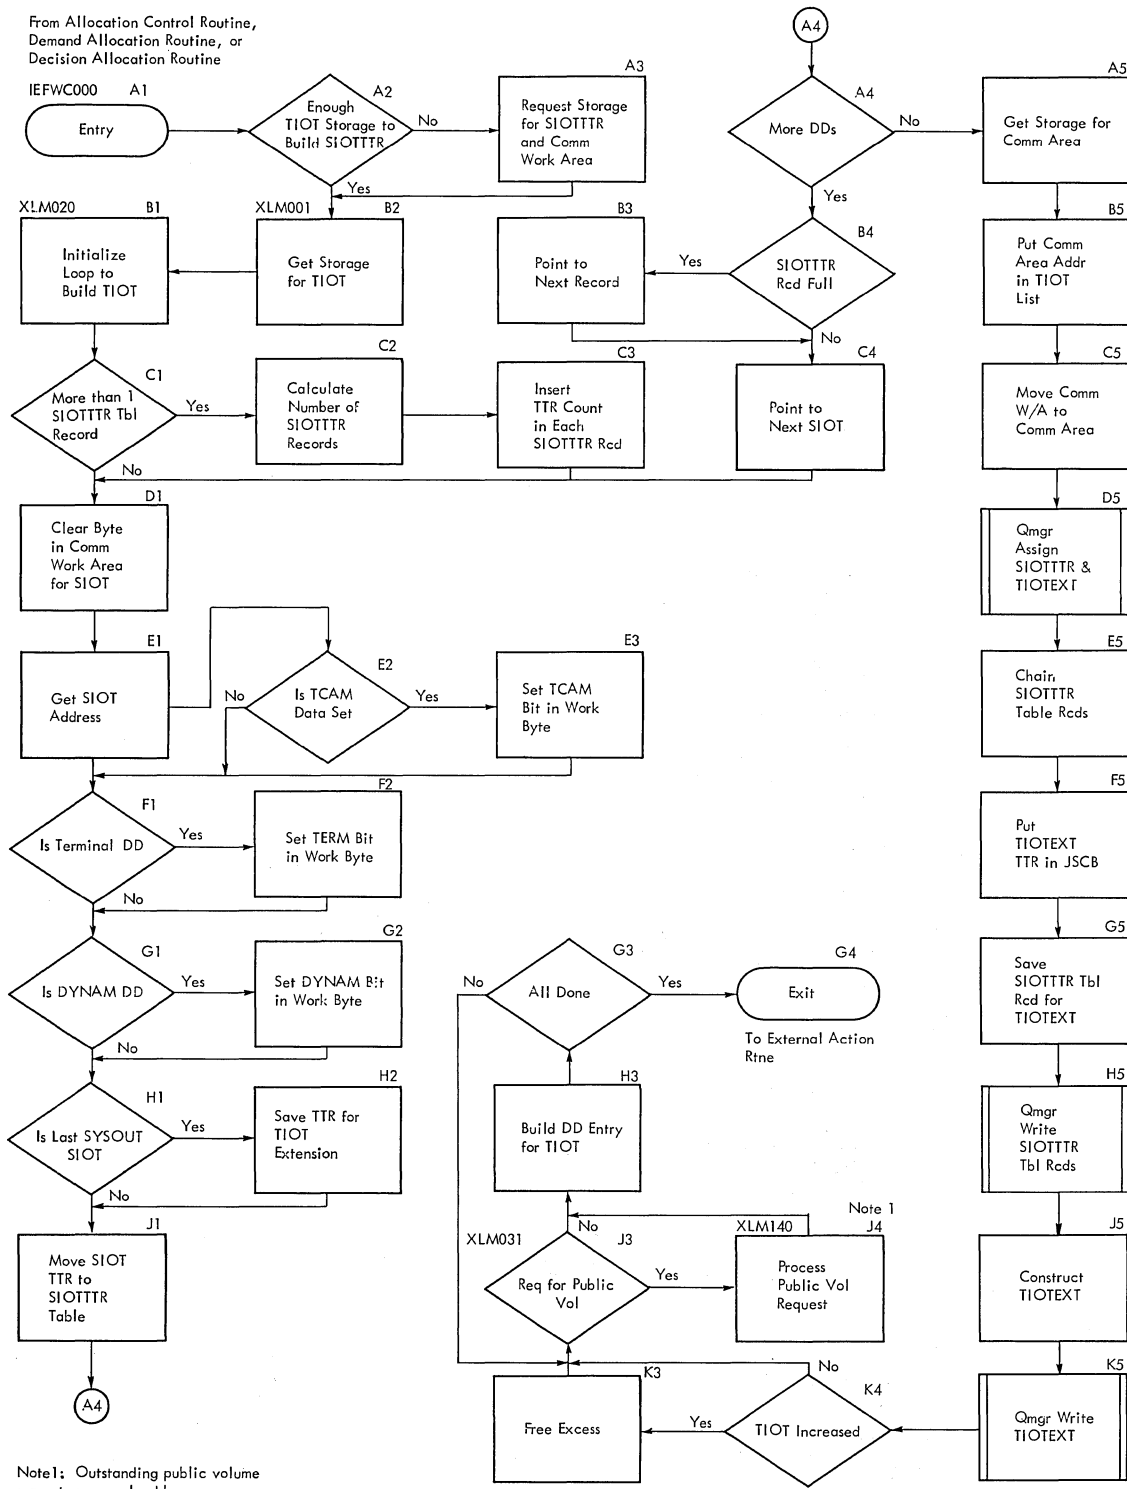 From Allocation Control Routine,
Demand Allocation Routine, or
Decision Allocation Routine
IEFWC000 A1
Entry
A2
Enough
TIOT Storage to
Build SIOTTTR
No
Yes
A3
Request Storage
for SIOTTTR
and Comm
Work Area
A4
A4
More DDs
No
Yes
A5
Get Storage for
Comm Area
XLM020 B1
Initialize
Loop to
Build TIOT
XLM001 B2
Get Storage
for TIOT
B3
Point to
Next Record
Yes
B4
SIOTTTR
Rcd Full
No
B5
Put Comm
Area Addr
in TIOT
List
C1
More than 1
SIOTTTR Tbl
Record
Yes
No
C2
Calculate
Number of
SIOTTTR
Records
C3
Insert
TTR Count
in Each
SIOTTTR Rcd
C4
Point to
Next SIOT
C5
Move Comm
W/A to
Comm Area
D1
Clear Byte
in Comm
Work Area
for SIOT
D5
Qmgr
Assign
SIOTTTR &
TIOTEXT
E1
Get SIOT
Address
E2
Is TCAM
Data Set
No
Yes
E3
Set TCAM
Bit in Work
Byte
E5
Chain
SIOTTTR
Table Rcds
F1
Is Terminal DD
Yes
No
F2
Set TERM Bit
in Work Byte
F5
Put
TIOTEXT
TTR in JSCB
G1
Is DYNAM DD
Yes
No
G2
Set DYNAM Bit
in Work Byte
G3
All Done
No
Yes
G4
Exit
To External Action
Rtne
G5
Save
SIOTTTR Tbl
Rcd for
TIOTEXT
H1
Is Last SYSOUT
SIOT
Yes
No
H2
Save TTR for
TIOT
Extension
H3
Build DD Entry
for TIOT
H5
Qmgr
Write
SIOTTTR
Tbl Rcds
J1
Move SIOT
TTR to
SIOTTTR
Table
XLM031 J3
Req for Public
Vol
No
Yes
Note 1
XLM140 J4
Process
Public Vol
Request
J5
Construct
TIOTEXT
A4
K3
Free Excess
K4
TIOT Increased
Yes
No
K5
Qmgr Write
TIOTEXT
Note1: Outstanding public volume